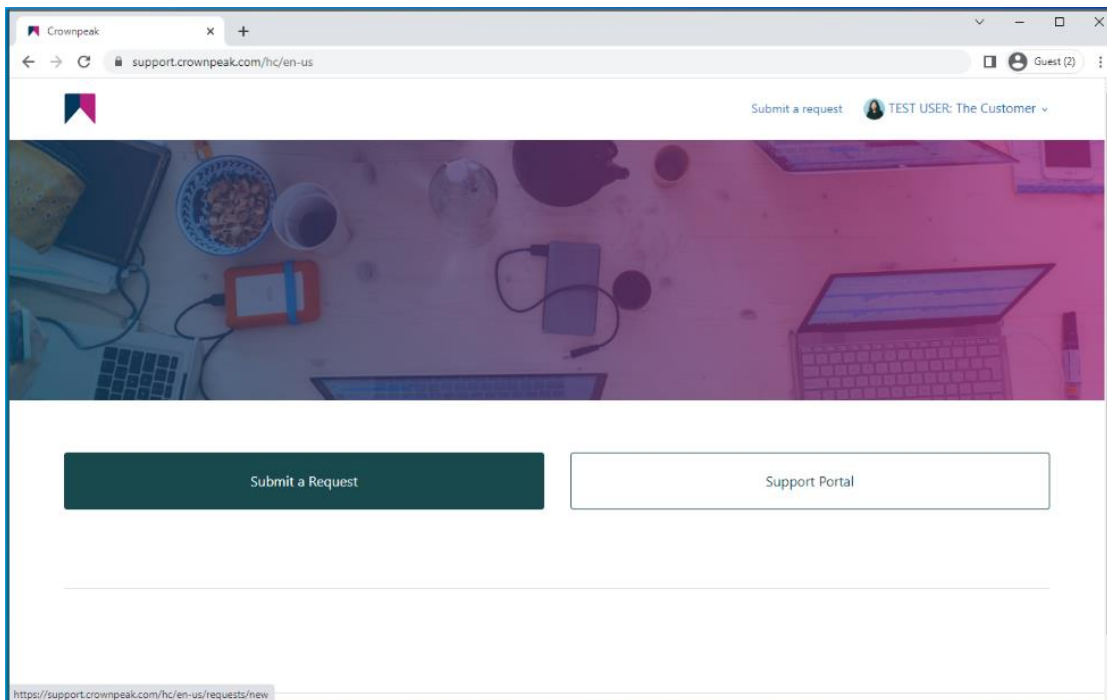 Crownpeak
support.crownpeak.com/hc/en-us
Guest (2)
Submit a request
TEST USER: The Customer
Submit a Request
Support Portal
https://support.crownpeak.com/hc/en-us/requests/new